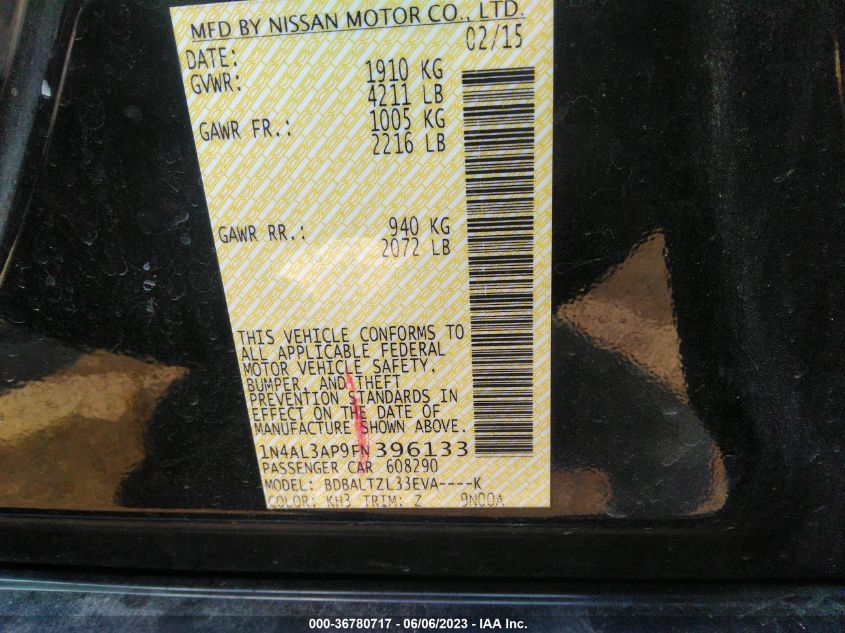 MFD BY NISSAN MOTOR CO., LTD.
DATE: 02/15
GVWR: 1910 KG
4211 LB
GAWR FR.: 1005 KG
2216 LB
GAWR RR.: 940 KG
2072 LB
THIS VEHICLE CONFORMS TO
ALL APPLICABLE FEDERAL
MOTOR VEHICLE SAFETY,
BUMPER, AND THEFT
PREVENTION STANDARDS IN
EFFECT ON THE DATE OF
MANUFACTURE SHOWN ABOVE.
1N4AL3AP9FN396133
PASSENGER CAR 608290
MODEL: BDBALTZL33EVA----K
COLOR: KH3 TRIM: Z 9N00A
000-36780717 - 06/06/2023 - IAA Inc.